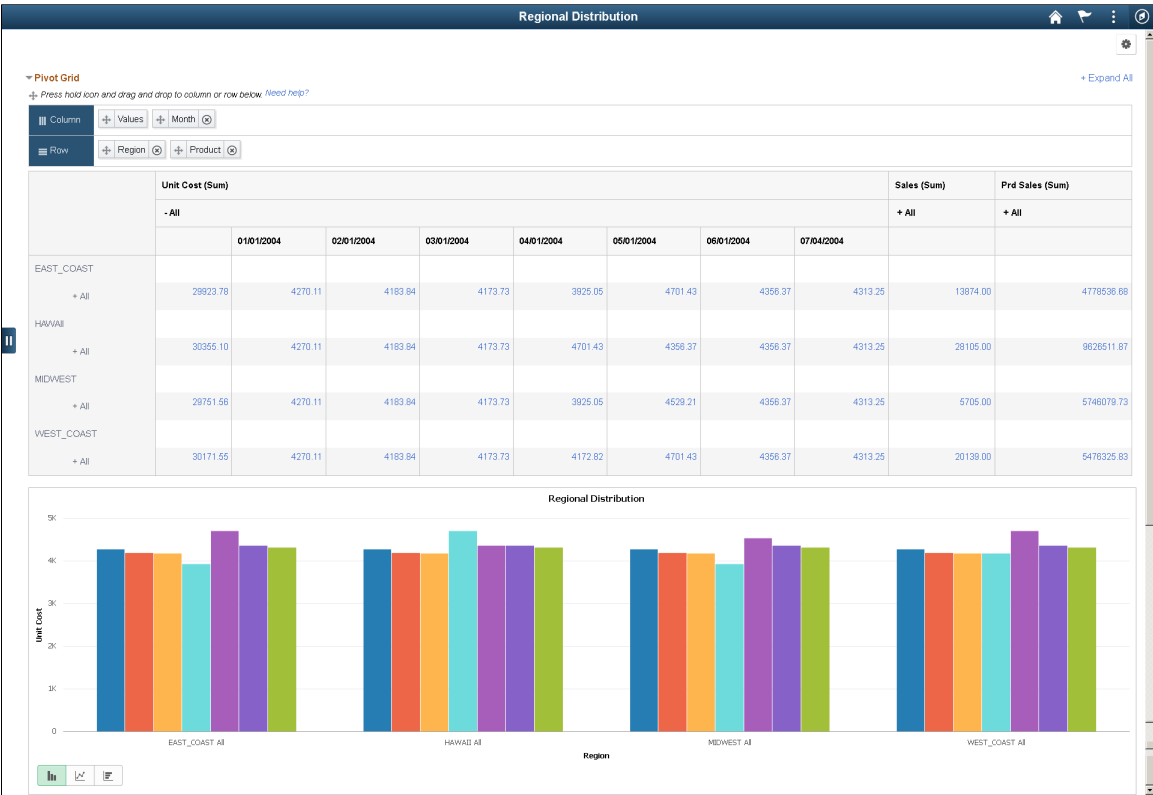 Regional Distribution
Pivot Grid
+ Expand All
Press hold icon and drag and drop to column or row below. Need help?
Column Values Month
Row Region Product
Unit Cost (Sum) Sales (Sum) Prd Sales (Sum)
- All + All + All
01/01/2004 02/01/2004 03/01/2004 04/01/2004 05/01/2004 06/01/2004 07/04/2004
EAST_COAST
+ All 29923.78 4270.11 4183.84 4173.73 3925.05 4701.43 4356.37 4313.25 13874.00 4778536.68
HAWAII
+ All 30355.10 4270.11 4183.84 4173.73 4701.43 4356.37 4356.37 4313.25 28105.00 9626511.87
MIDWEST
+ All 29751.56 4270.11 4183.84 4173.73 3925.05 4529.21 4356.37 4313.25 5705.00 5746079.73
WEST_COAST
+ All 30171.55 4270.11 4183.84 4173.73 4172.82 4701.43 4356.37 4313.25 20139.00 5476325.83
Regional Distribution
5K
4K
3K
2K
1K
0
Unit Cost
EAST_COAST All HAWAII All MIDWEST All WEST_COAST All
Region